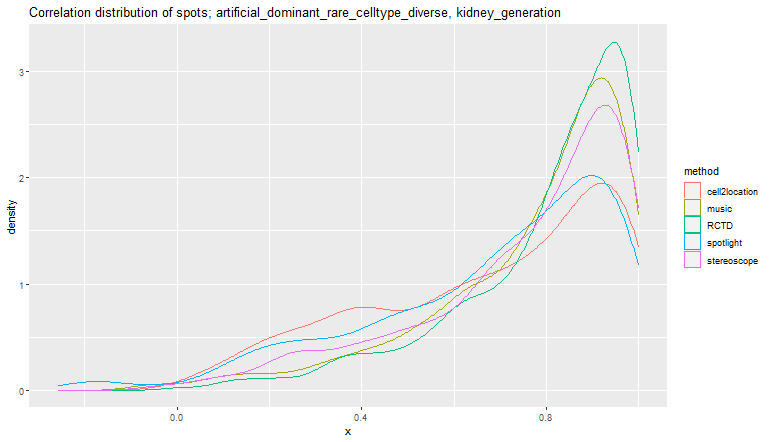 Correlation distribution of spots; artificial_dominant_rare_celltype_diverse, kidney_generation
density
3
2
1
0
0.0
0.4
0.8
x
method
cell2location
music
RCTD
spotlight
stereoscope